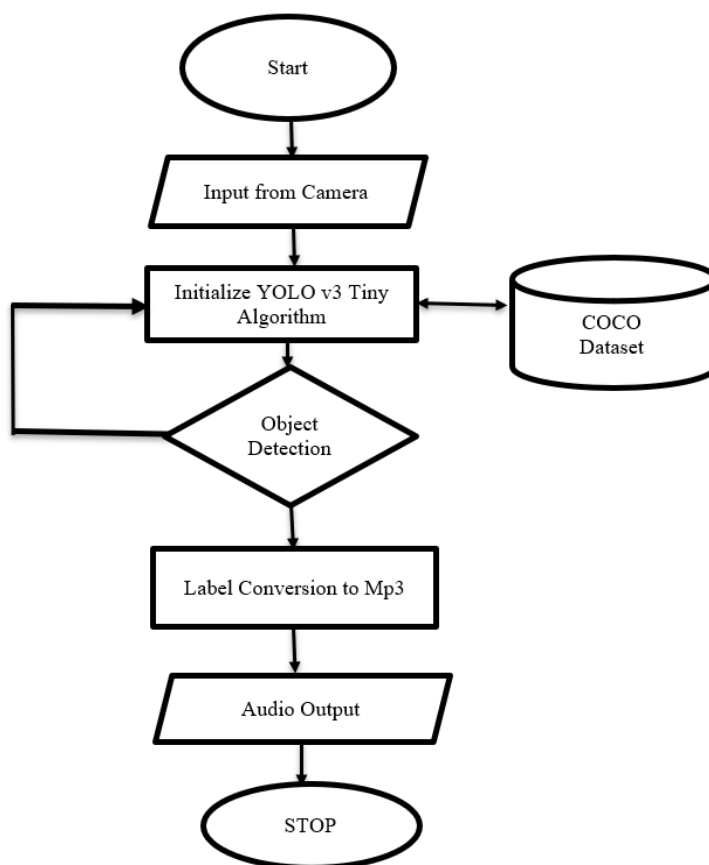 Start
Input from Camera
Initialize YOLO v3 Tiny
Algorithm
COCO
Dataset
Object
Detection
Label Conversion to Mp3
Audio Output
STOP